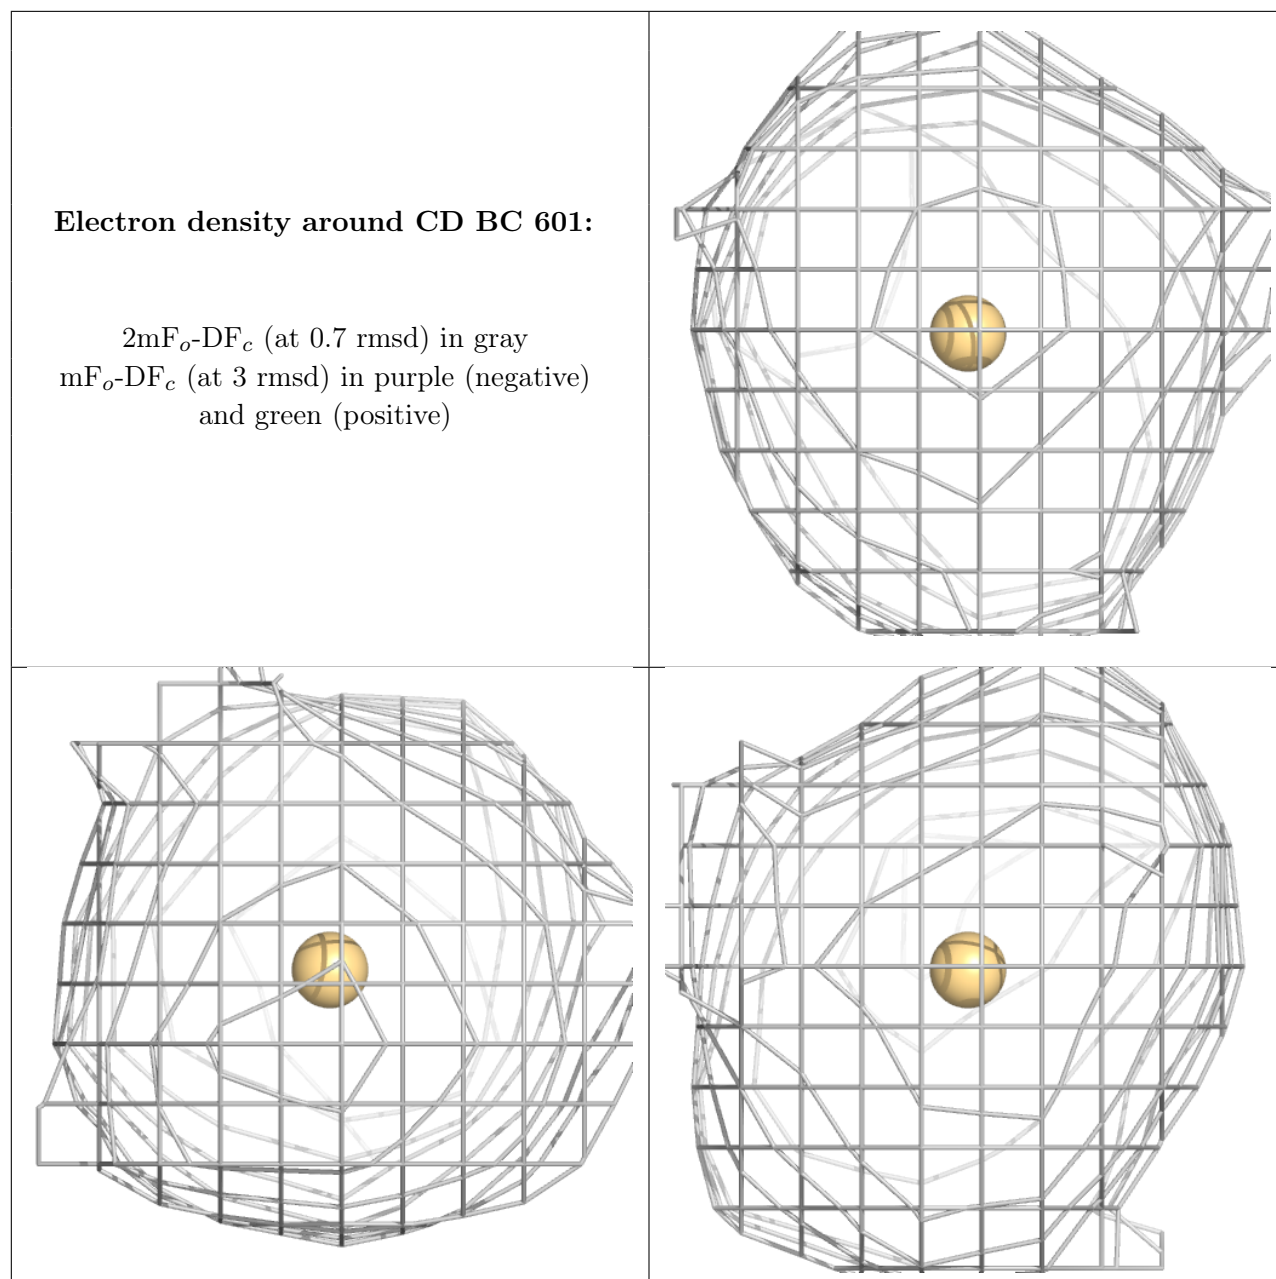 Electron density around CD BC 601:
2mFo-DFc (at 0.7 rmsd) in gray
mFo-DFc (at 3 rmsd) in purple (negative)
and green (positive)